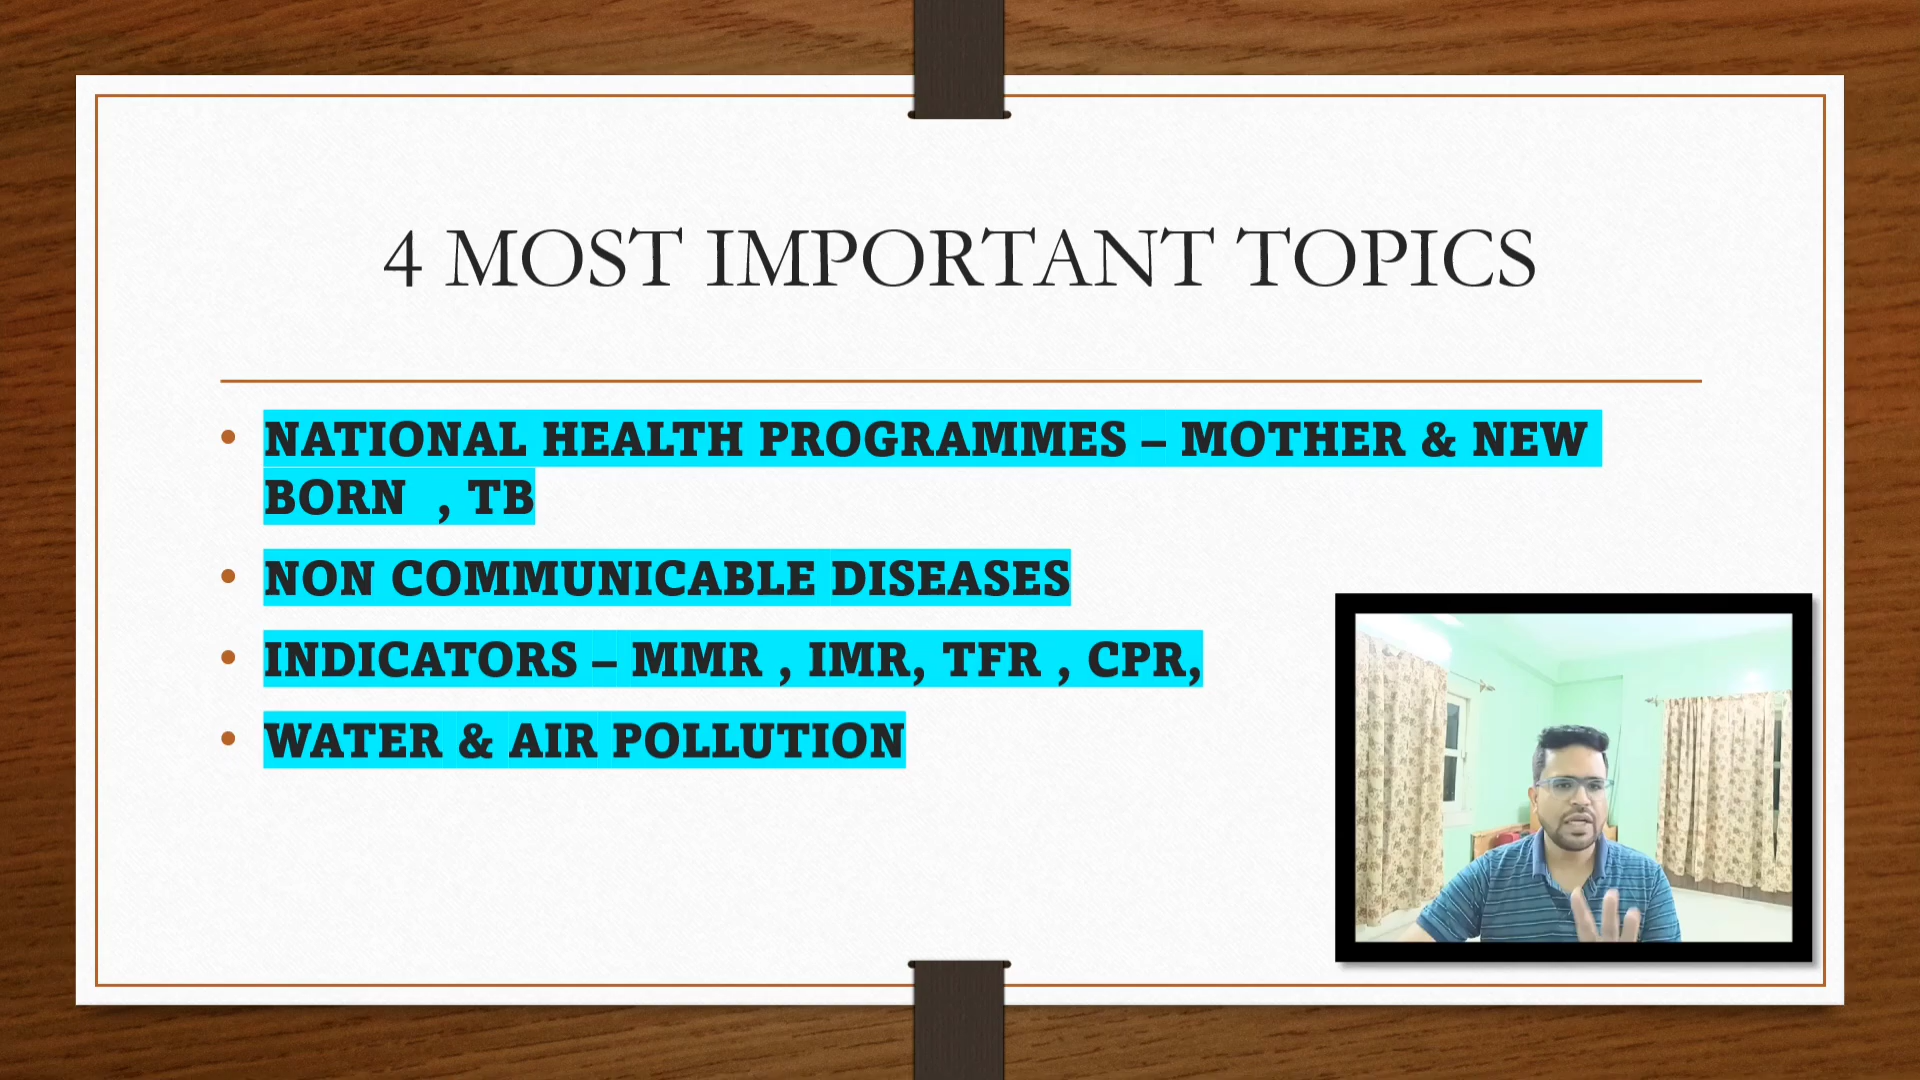 4 MOST IMPORTANT TOPICS
• NATIONAL HEALTH PROGRAMMES – MOTHER & NEW
BORN , TB
• NON COMMUNICABLE DISEASES
• INDICATORS – MMR , IMR, TFR , CPR,
• WATER & AIR POLLUTION